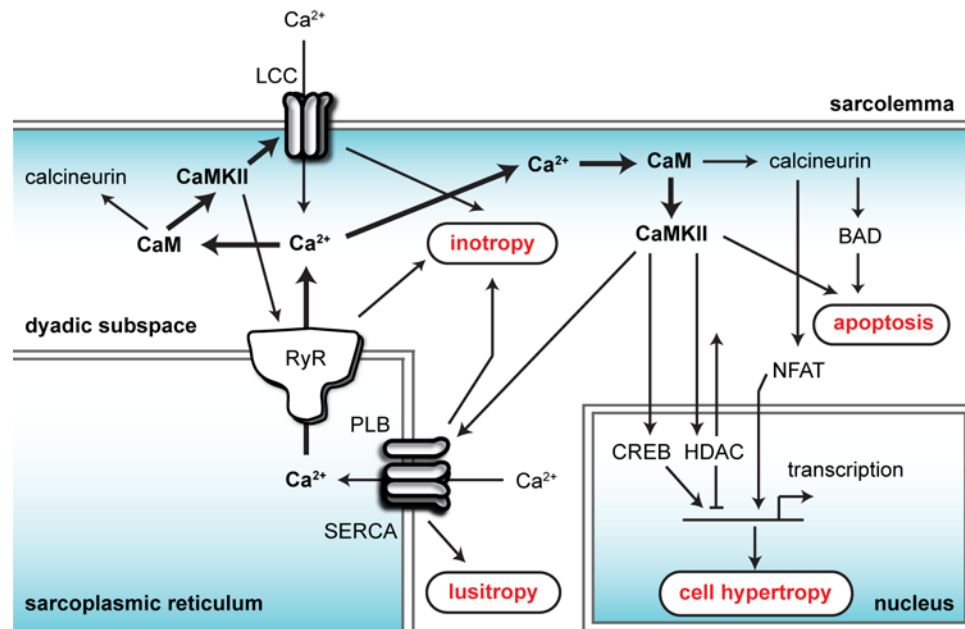 Ca²⁺
LCC
sarcolemma
calcineurin
CaMKII
Ca²⁺
CaM
calcineurin
CaM
Ca²⁺
inotropy
CaMKII
BAD
dyadic subspace
apoptosis
RyR
NFAT
PLB
CREB
HDAC
transcription
Ca²⁺
Ca²⁺
SERCA
lusitropy
cell hypertropy
sarcoplasmic reticulum
nucleus